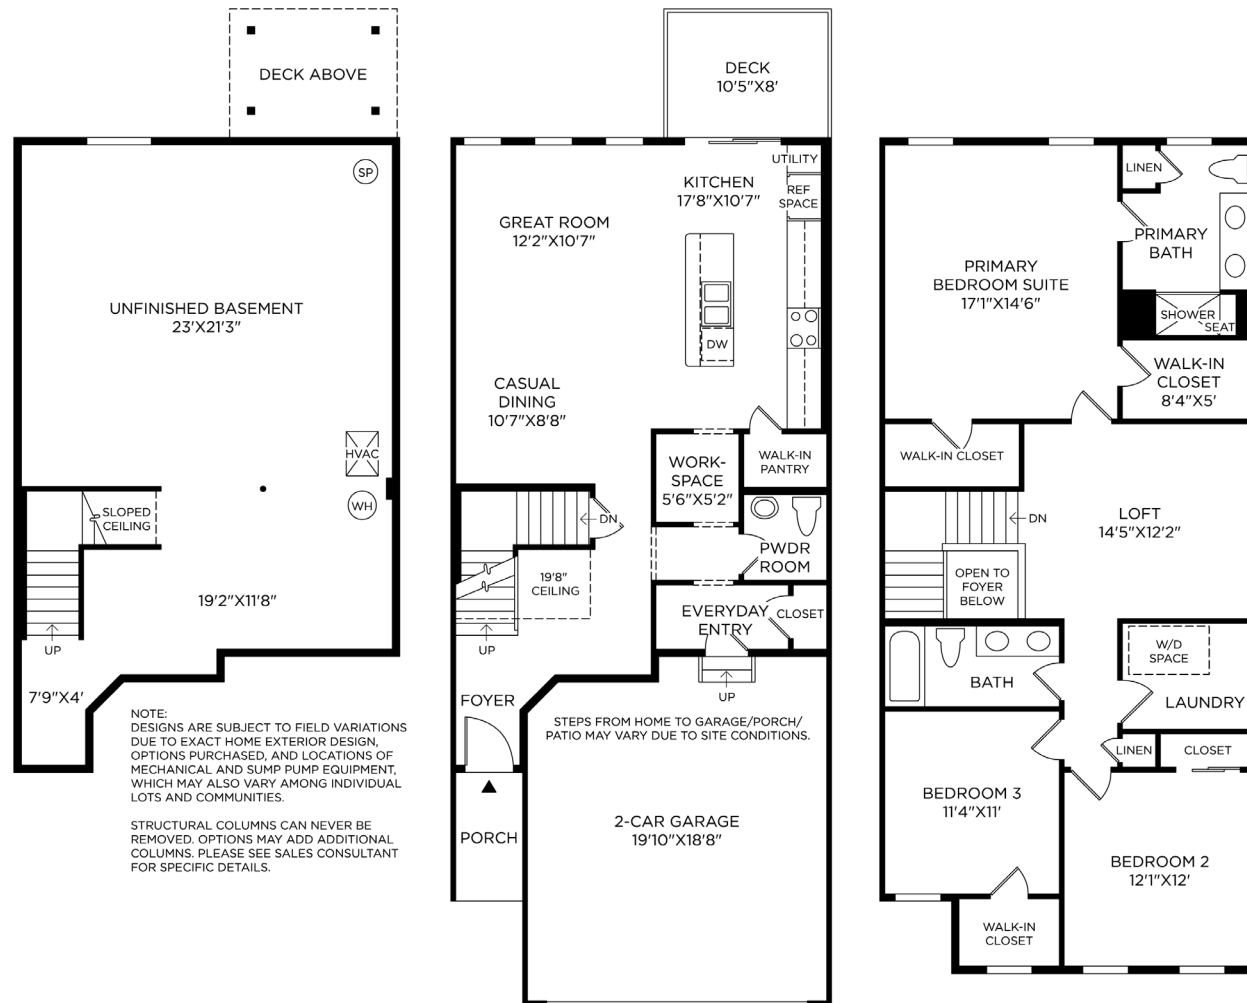 DECK ABOVE
SP
UNFINISHED BASEMENT
23'X21'3"
HVAC
WH
SLOPED
CEILING
19'2"X11'8"
UP
7'9"X4'
NOTE:
DESIGNS ARE SUBJECT TO FIELD VARIATIONS
DUE TO EXACT HOME EXTERIOR DESIGN,
OPTIONS PURCHASED, AND LOCATIONS OF
MECHANICAL AND SUMP PUMP EQUIPMENT,
WHICH MAY ALSO VARY AMONG INDIVIDUAL
LOTS AND COMMUNITIES.
STRUCTURAL COLUMNS CAN NEVER BE
REMOVED. OPTIONS MAY ADD ADDITIONAL
COLUMNS. PLEASE SEE SALES CONSULTANT
FOR SPECIFIC DETAILS.
DECK
10'5"X8'
UTILITY
KITCHEN
17'8"X10'7"
REF
SPACE
GREAT ROOM
12'2"X10'7"
DW
CASUAL
DINING
10'7"X8'8"
WORK-
SPACE
5'6"X5'2"
WALK-IN
PANTRY
DN
PWDR
ROOM
19'8"
CEILING
EVERYDAY
ENTRY
CLOSET
UP
UP
FOYER
STEPS FROM HOME TO GARAGE/PORCH/
PATIO MAY VARY DUE TO SITE CONDITIONS.
PORCH
2-CAR GARAGE
19'10"X18'8"
LINEN
PRIMARY
BATH
PRIMARY
BEDROOM SUITE
17'1"X14'6"
SHOWER
SEAT
WALK-IN
CLOSET
8'4"X5'
WALK-IN CLOSET
LOFT
14'5"X12'2"
DN
OPEN TO
FOYER
BELOW
W/D
SPACE
BATH
LAUNDRY
LINEN
CLOSET
BEDROOM 3
11'4"X11'
BEDROOM 2
12'1"X12'
WALK-IN
CLOSET